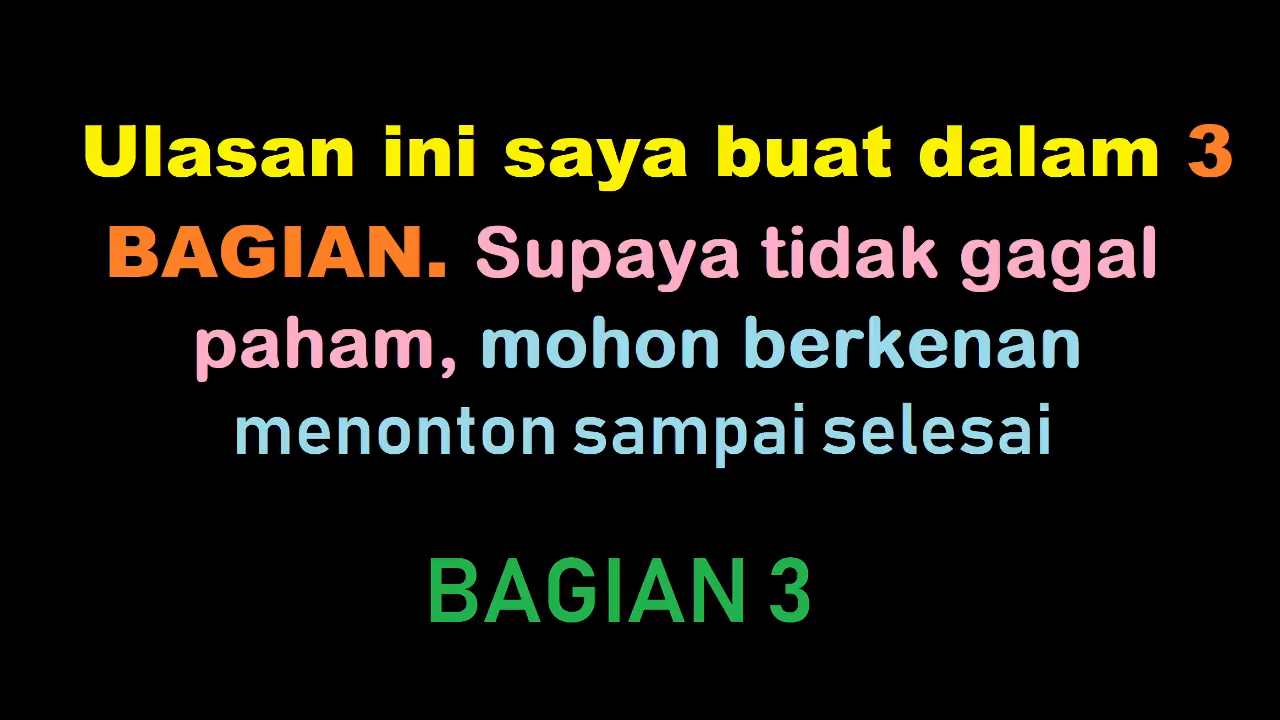 Ulasan ini saya buat dalam 3
BAGIAN. Supaya tidak gagal
paham, mohon berkenan
menonton sampai selesai
BAGIAN 3